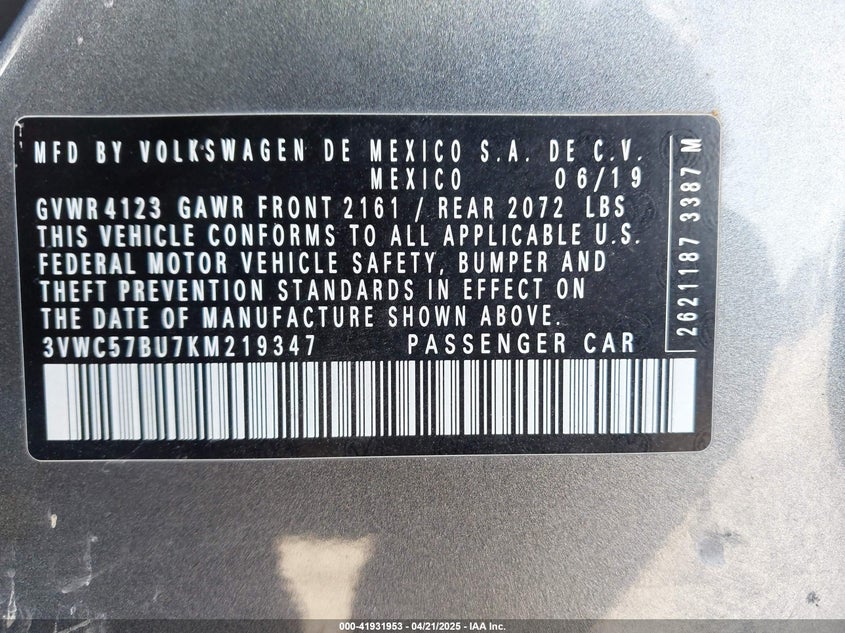 MFD BY VOLKSWAGEN DE MEXICO S.A. DE C.V.
MEXICO 06/19
GVWR 4123 GAWR FRONT 2161 / REAR 2072 LBS
THIS VEHICLE CONFORMS TO ALL APPLICABLE U.S.
FEDERAL MOTOR VEHICLE SAFETY, BUMPER AND
THEFT PREVENTION STANDARDS IN EFFECT ON
THE DATE OF MANUFACTURE SHOWN ABOVE.
3VWC57BU7KM219347 PASSENGER CAR
2621187 3387 M
000-41931953 - 04/21/2025 - IAA Inc.